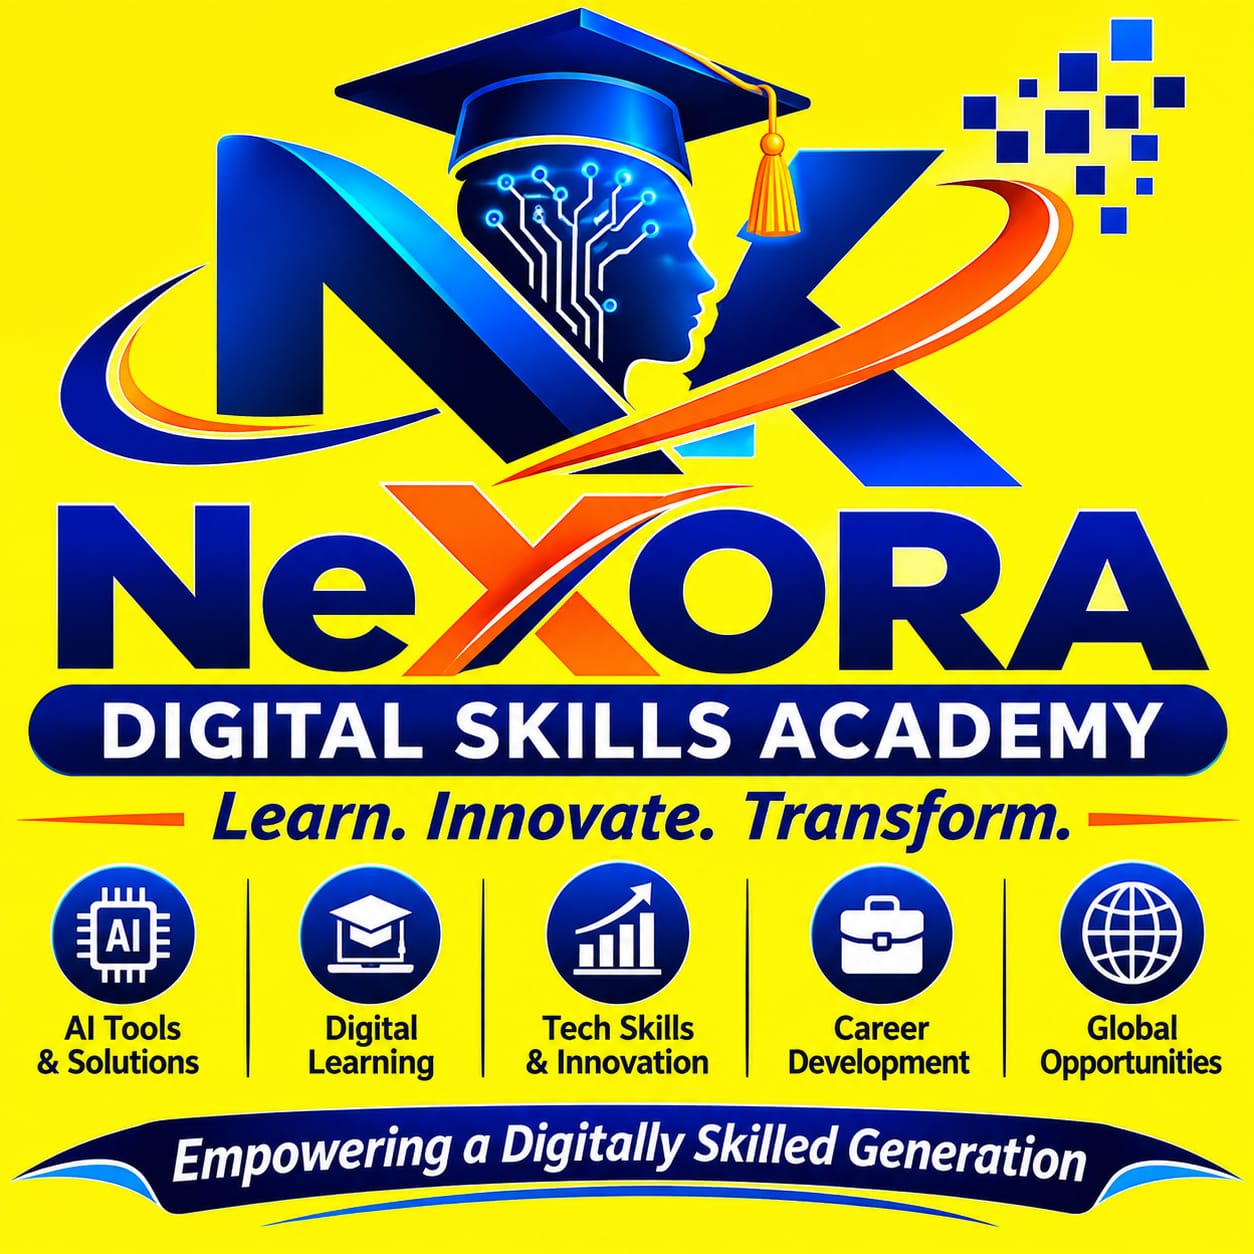 NeXORA
DIGITAL SKILLS ACADEMY
Learn. Innovate. Transform.
AI
AI Tools
& Solutions
Digital
Learning
Tech Skills
& Innovation
Career
Development
Global
Opportunities
Empowering a Digitally Skilled Generation